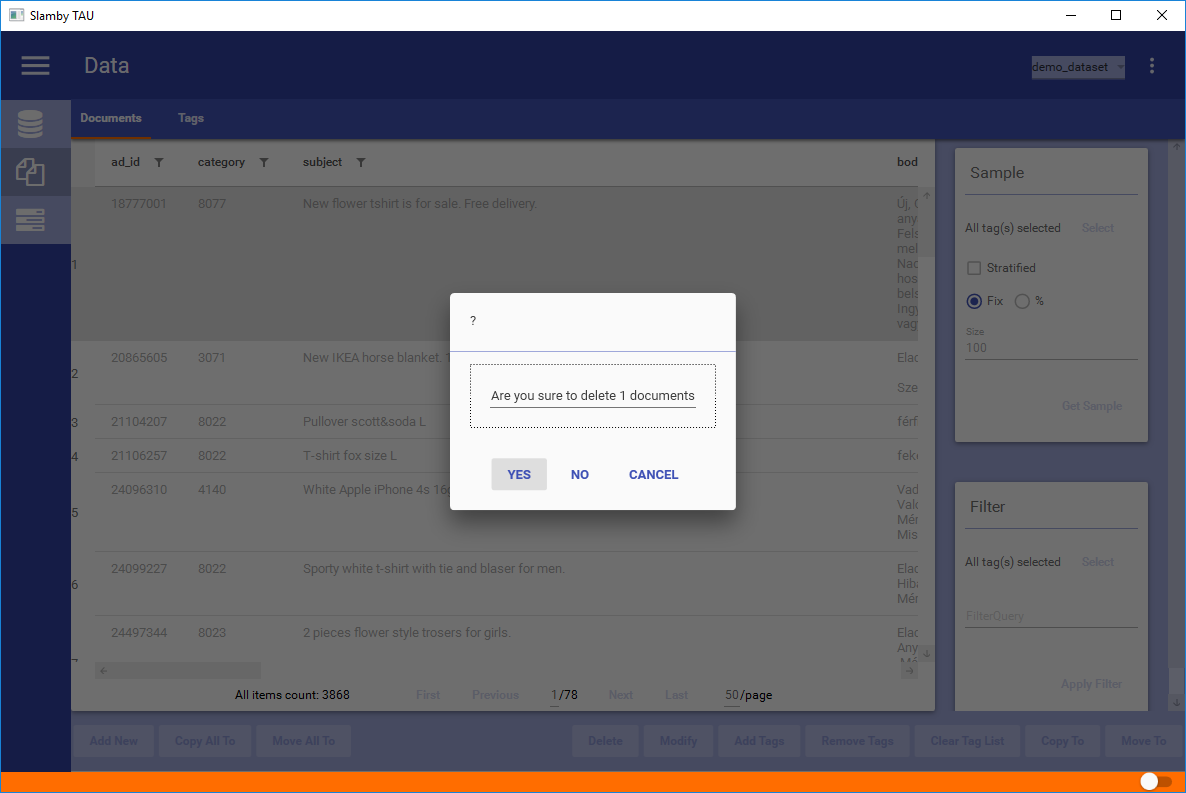 Slamby TAU
Data
demo_dataset
Documents Tags
ad_id category subject bod
1
18777001 8077 New flower tshirt is for sale. Free delivery.
Új,
any
Fels
mel
Nac
hos
bels
Ingy
vag
2
20865605 3071 New IKEA horse blanket.
Elac
Sze
3 21104207 8022 Pullover scott&soda L férf
4 21106257 8022 T-shirt fox size L feke
5
24096310 4140 White Apple iPhone 4s 16g
Vad
Valc
Mér
Mis
6
24099227 8022 Sporty white t-shirt with tie and blaser for men.
Elac
Hiba
Mér
24497344 8023 2 pieces flower style trosers for girls.
Elac
Any
All items count: 3868 First Previous 1/78 Next Last 50/page
Sample
All tag(s) selected Select
Stratified
Fix %
Size
100
Get Sample
Filter
All tag(s) selected Select
FilterQuery
Apply Filter
?
Are you sure to delete 1 documents
YES NO CANCEL
Add New Copy All To Move All To Delete Modify Add Tags Remove Tags Clear Tag List Copy To Move To